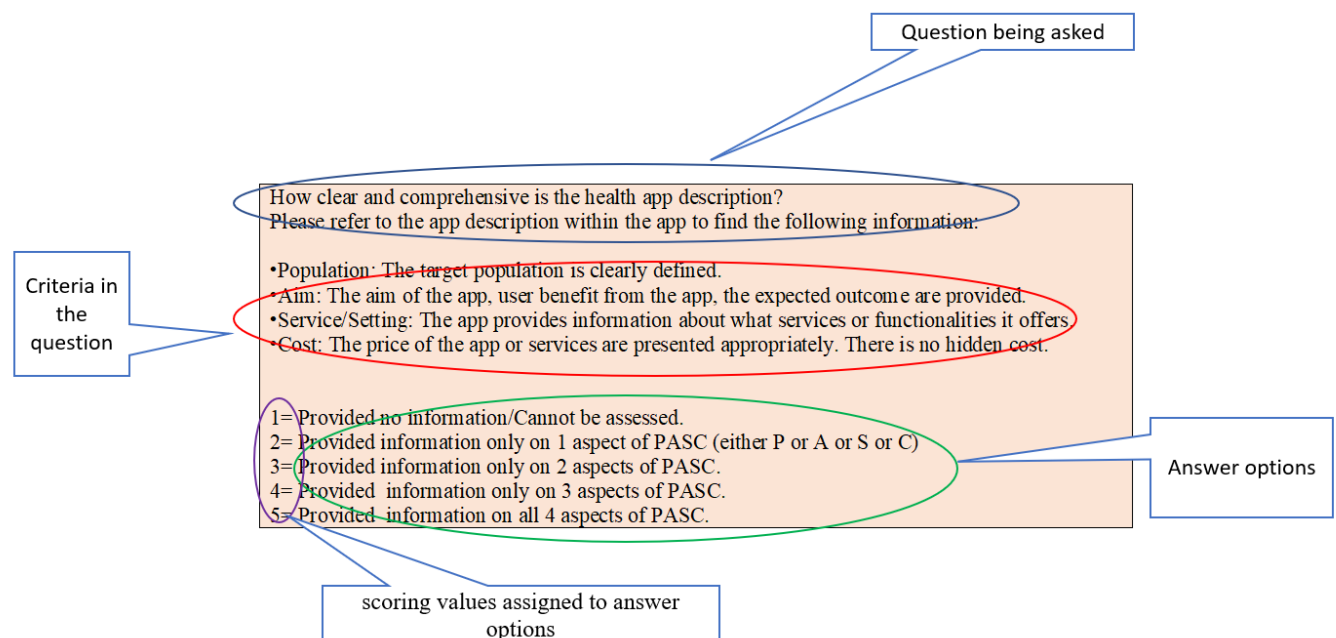 Question being asked
How clear and comprehensive is the health app description?
Please refer to the app description within the app to find the following information:
•Population: The target population is clearly defined.
•Aim: The aim of the app, user benefit from the app, the expected outcome are provided.
•Service/Setting: The app provides information about what services or functionalities it offers.
•Cost: The price of the app or services are presented appropriately. There is no hidden cost.
Criteria in
the
question
1= Provided no information/Cannot be assessed.
2= Provided information only on 1 aspect of PASC (either P or A or S or C)
3= Provided information only on 2 aspects of PASC.
4= Provided  information only on 3 aspects of PASC.
5= Provided  information on all 4 aspects of PASC.
Answer options
scoring values assigned to answer
options